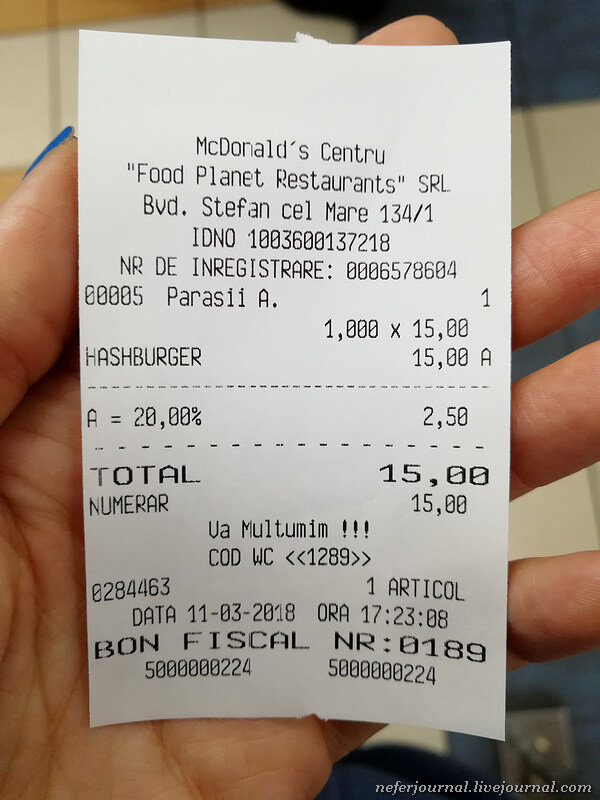 McDonald´s Centru
"Food Planet Restaurants" SRL
Bvd. Stefan cel Mare 134/1
IDNO 1003600137218
NR DE INREGISTRARE: 0006578604
00005 Parasii A. 1
1,000 x 15,00
HASHBURGER 15,00 A
A = 20,00% 2,50
TOTAL 15,00
NUMERAR 15,00
Va Multumim !!!
COD WC <<1289>>
0284463 1 ARTICOL
DATA 11-03-2018 ORA 17:23:08
BON FISCAL NR:0189
5000000224 5000000224
neferjournal.livejournal.com